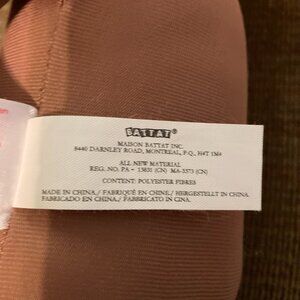 BATTAT®
MAISON BATTAT INC.
8440 DARNLEY ROAD, MONTREAL, P.Q., H4T 1M4
ALL NEW MATERIAL
REG. NO. PA - 13831 (CN) MA-3373 (CN)
CONTENT: POLYESTER FIBRES
MADE IN CHINA./ FABRIQUÉ EN CHINE./ HERGESTELLT IN CHINA.
FABRICADO EN CHINA./ FABBRICATO IN CINA.